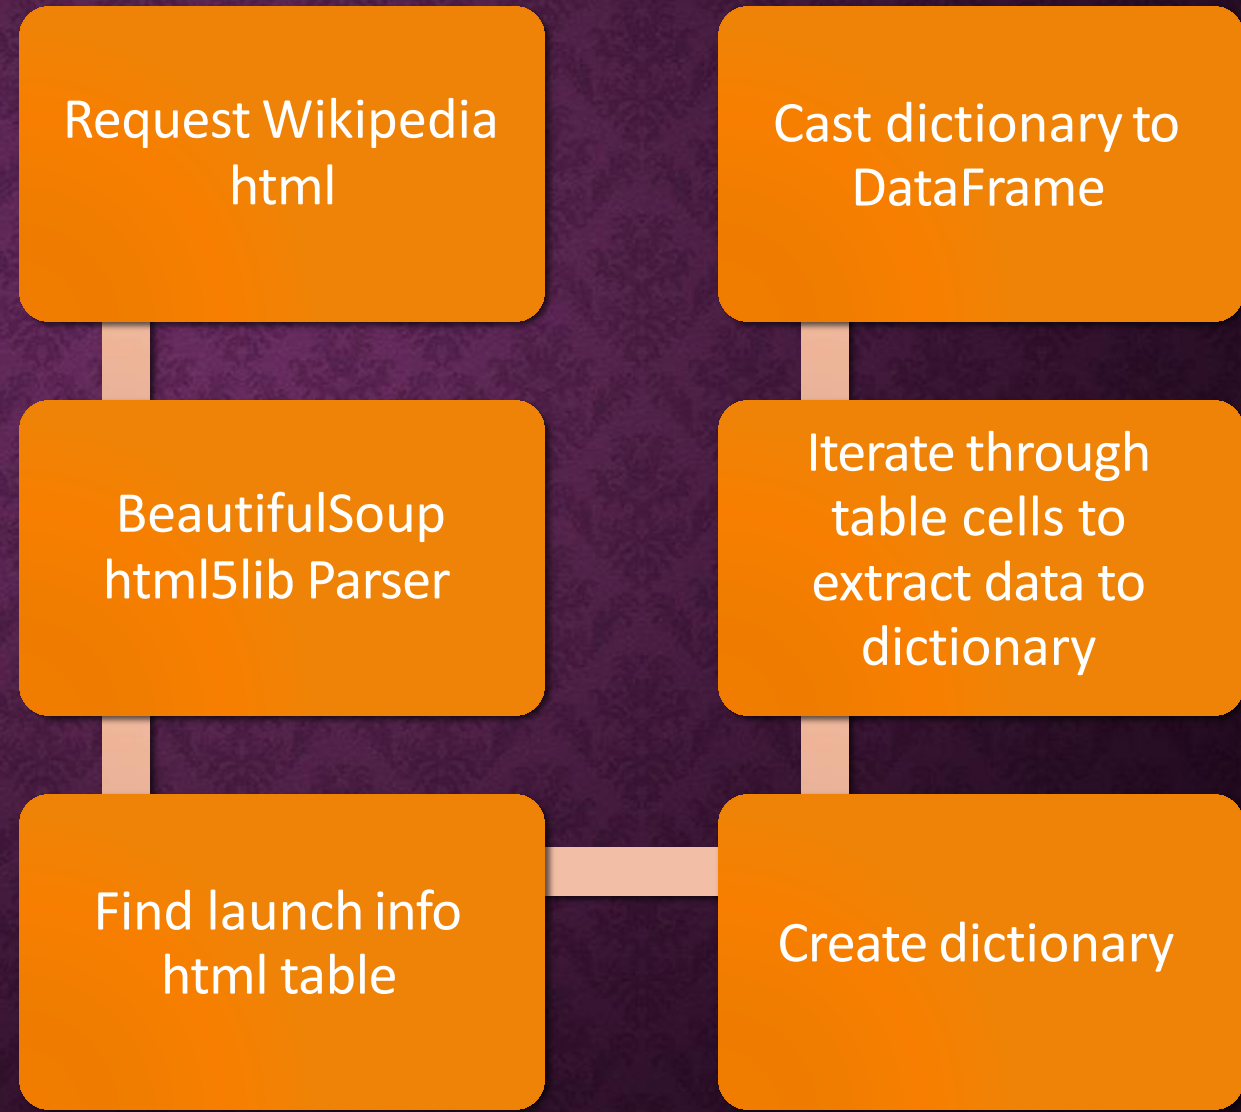 Request Wikipedia
html
BeautifulSoup
html5lib Parser
Find launch info
html table
Create dictionary
Iterate through
table cells to
extract data to
dictionary
Cast dictionary to
DataFrame